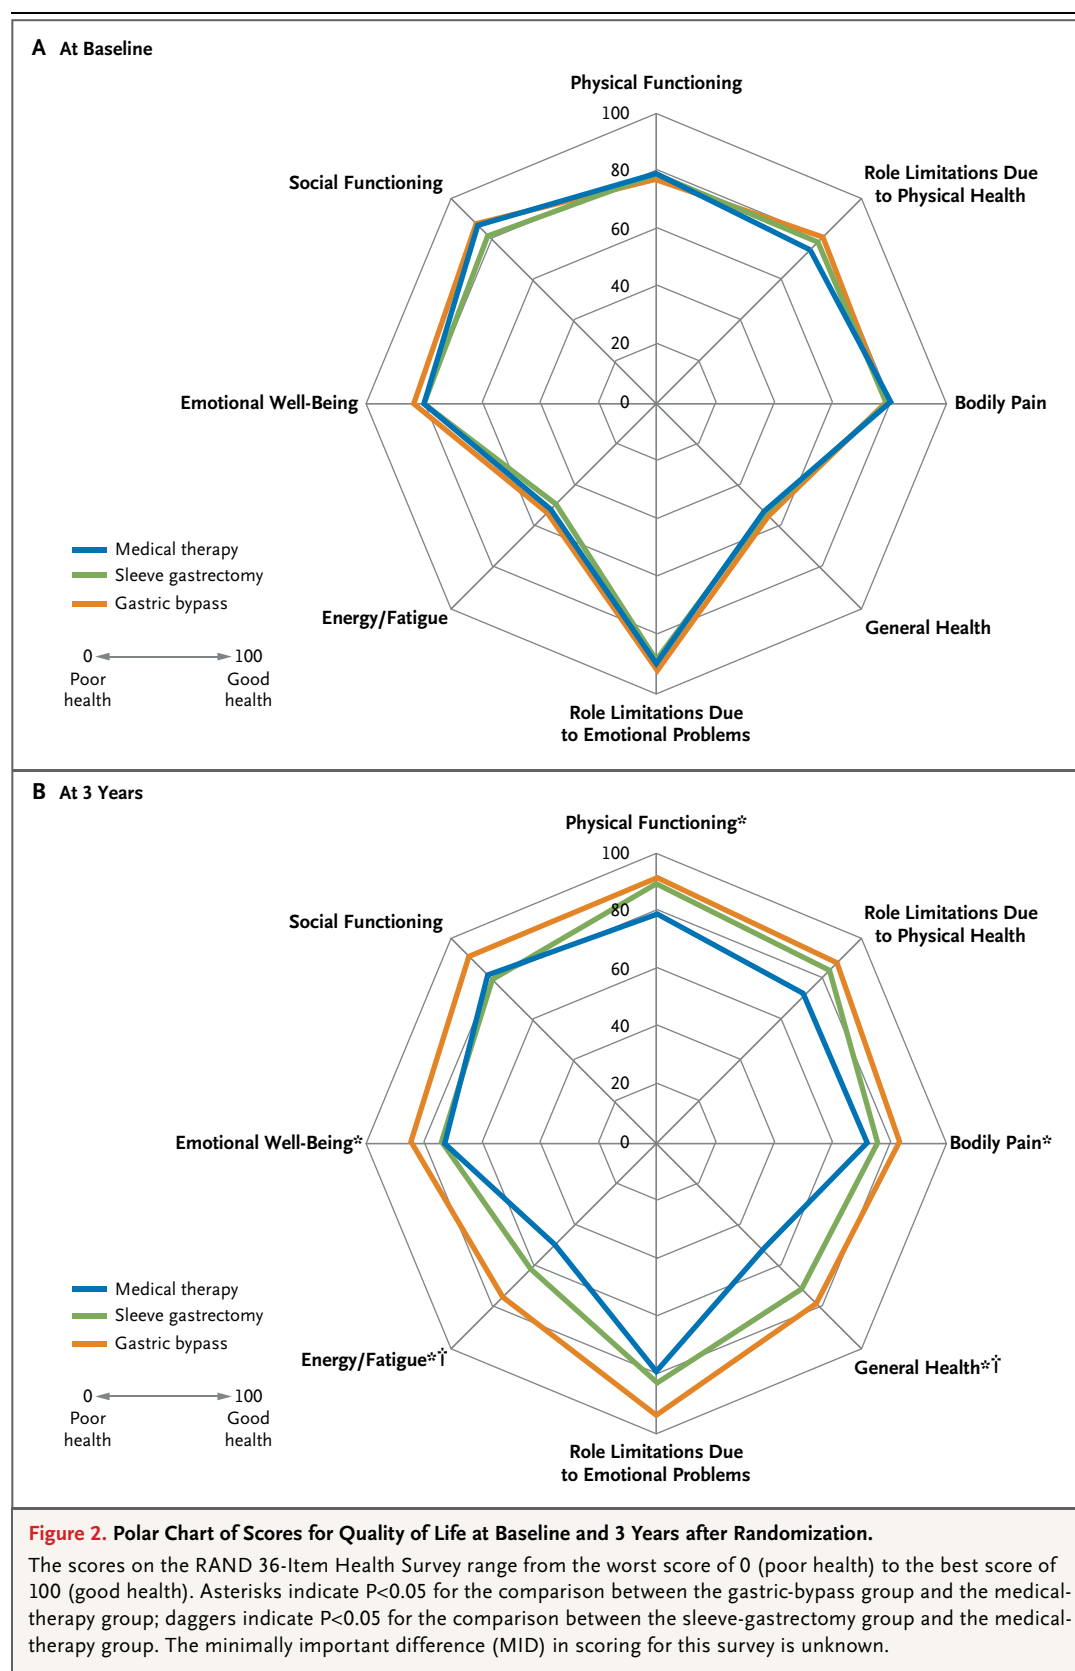 A At Baseline
Physical Functioning
100
Role Limitations Due
to Physical Health
Social Functioning
80
60
40
20
0
Emotional Well-Being
Bodily Pain
Medical therapy
Sleeve gastrectomy
Gastric bypass
Energy/Fatigue
General Health
0 100
Poor Good
health health
Role Limitations Due
to Emotional Problems
B At 3 Years
Physical Functioning*
100
Role Limitations Due
to Physical Health
Social Functioning
80
60
40
20
0
Emotional Well-Being*
Bodily Pain*
Medical therapy
Sleeve gastrectomy
Gastric bypass
Energy/Fatigue*†
General Health*†
0 100
Poor Good
health health
Role Limitations Due
to Emotional Problems
Figure 2. Polar Chart of Scores for Quality of Life at Baseline and 3 Years after Randomization.
The scores on the RAND 36-Item Health Survey range from the worst score of 0 (poor health) to the best score of
100 (good health). Asterisks indicate P<0.05 for the comparison between the gastric-bypass group and the medical-
therapy group; daggers indicate P<0.05 for the comparison between the sleeve-gastrectomy group and the medical-
therapy group. The minimally important difference (MID) in scoring for this survey is unknown.